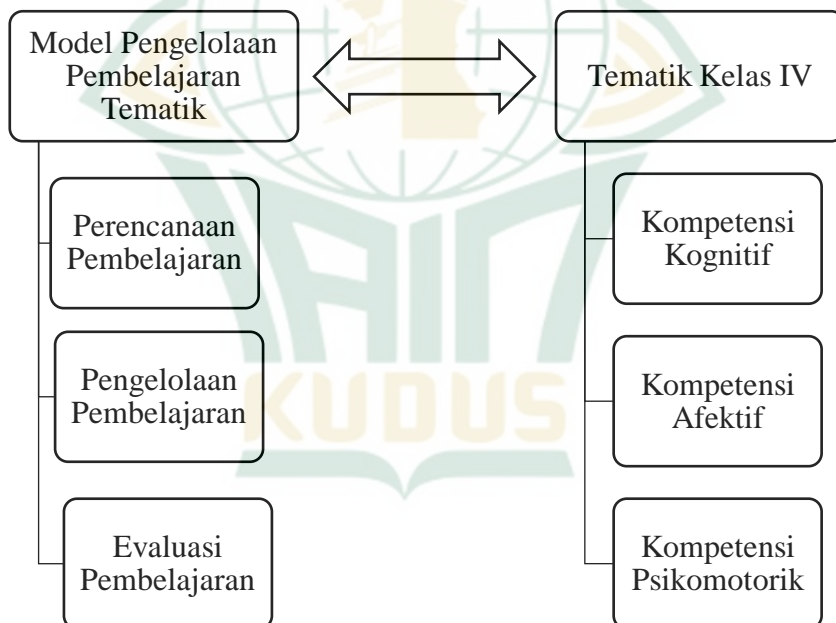 Model Pengelolaan
Pembelajaran
Tematik
Tematik Kelas IV
Perencanaan
Pembelajaran
Kompetensi
Kognitif
Pengelolaan
Pembelajaran
Kompetensi
Afektif
Evaluasi
Pembelajaran
Kompetensi
Psikomotorik
IAIN
KUDUS